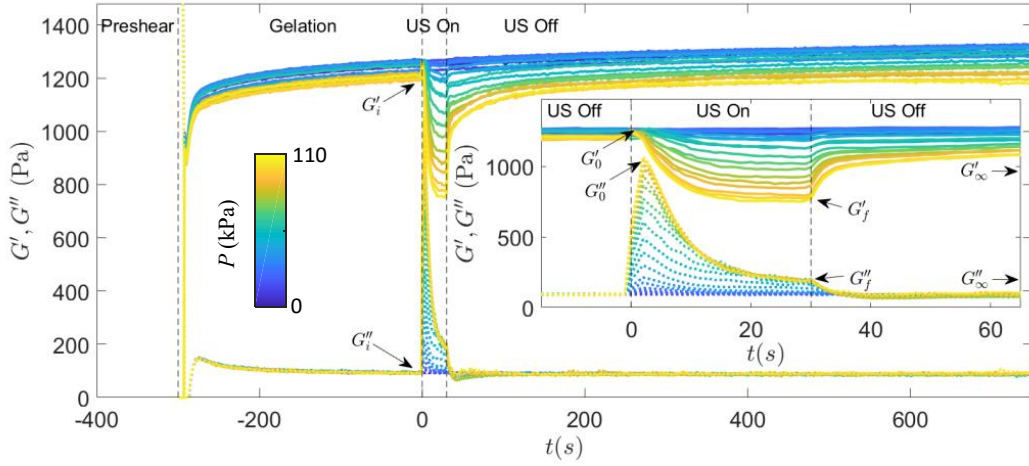 Preshear
Gelation
US On
US Off
1400
1200
1000
800
600
400
200
0
G′, G″ (Pa)
-400
-200
0
200
400
600
t(s)
G′i
G″i
110
0
P (kPa)
US Off
US On
US Off
1000
500
0
G′, G″ (Pa)
0
20
40
60
t(s)
G′0
G″0
G′f
G″f
G′∞
G″∞